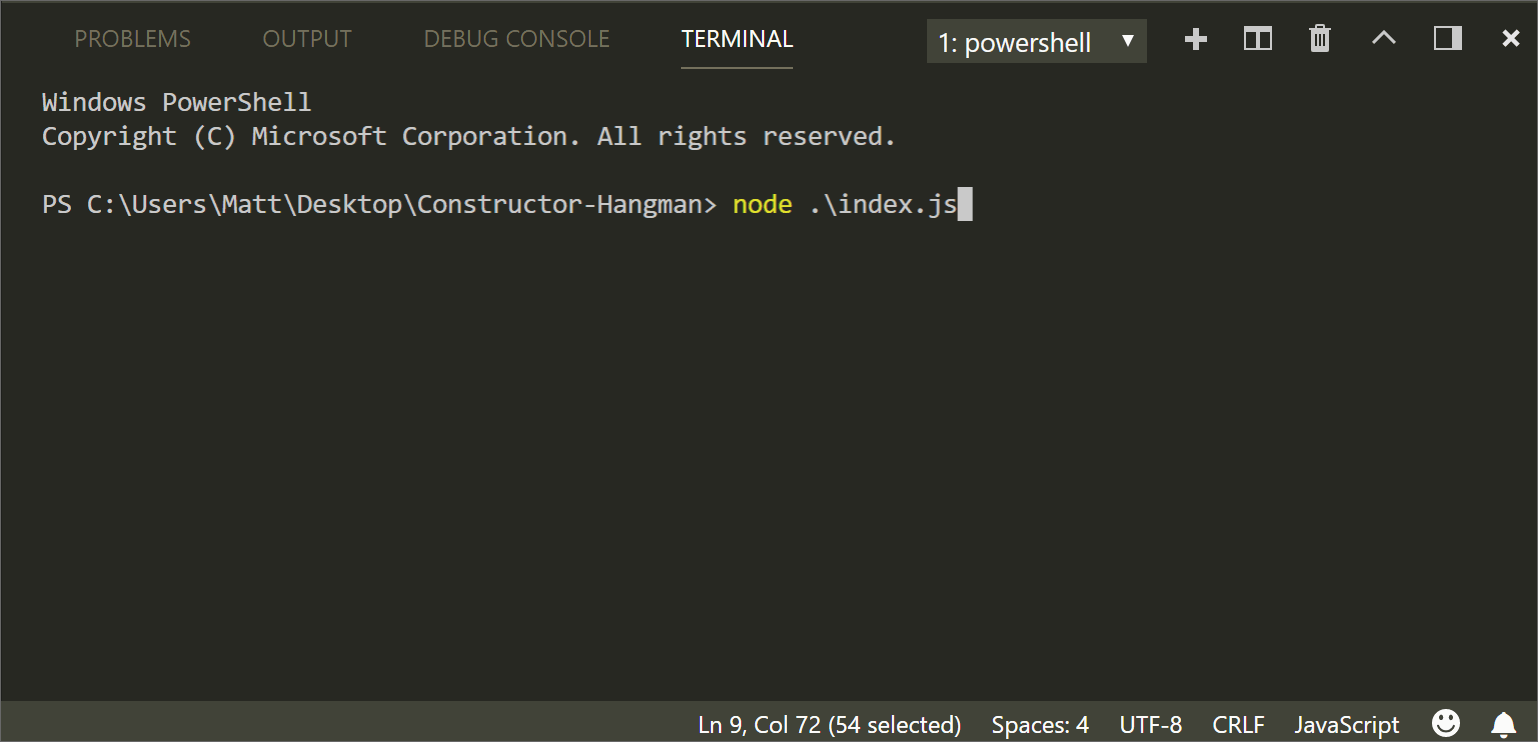 PROBLEMS OUTPUT DEBUG CONSOLE TERMINAL 1: powershell
Windows PowerShell
Copyright (C) Microsoft Corporation. All rights reserved.
PS C:\Users\Matt\Desktop\Constructor-Hangman> node .\index.js
Ln 9, Col 72 (54 selected) Spaces: 4 UTF-8 CRLF JavaScript